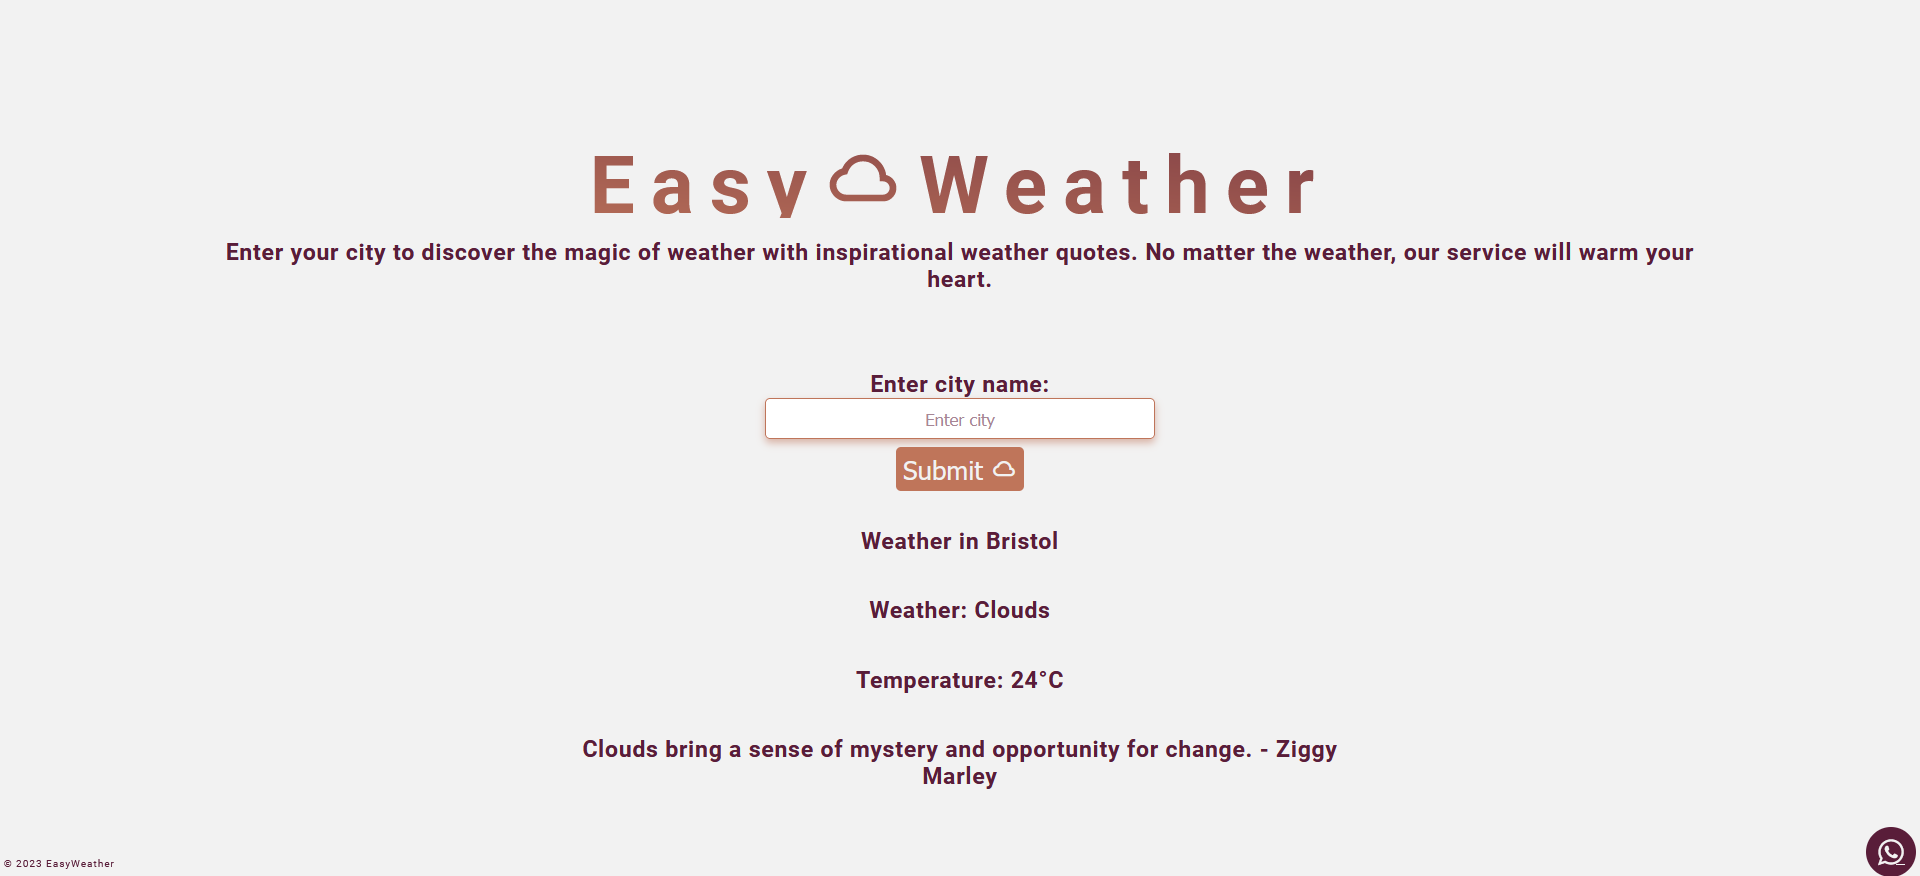 Easy Weather
Enter your city to discover the magic of weather with inspirational weather quotes. No matter the weather, our service will warm your
heart.
Enter city name:
Enter city
Submit
Weather in Bristol
Weather: Clouds
Temperature: 24°C
Clouds bring a sense of mystery and opportunity for change. - Ziggy
Marley
© 2023 EasyWeather